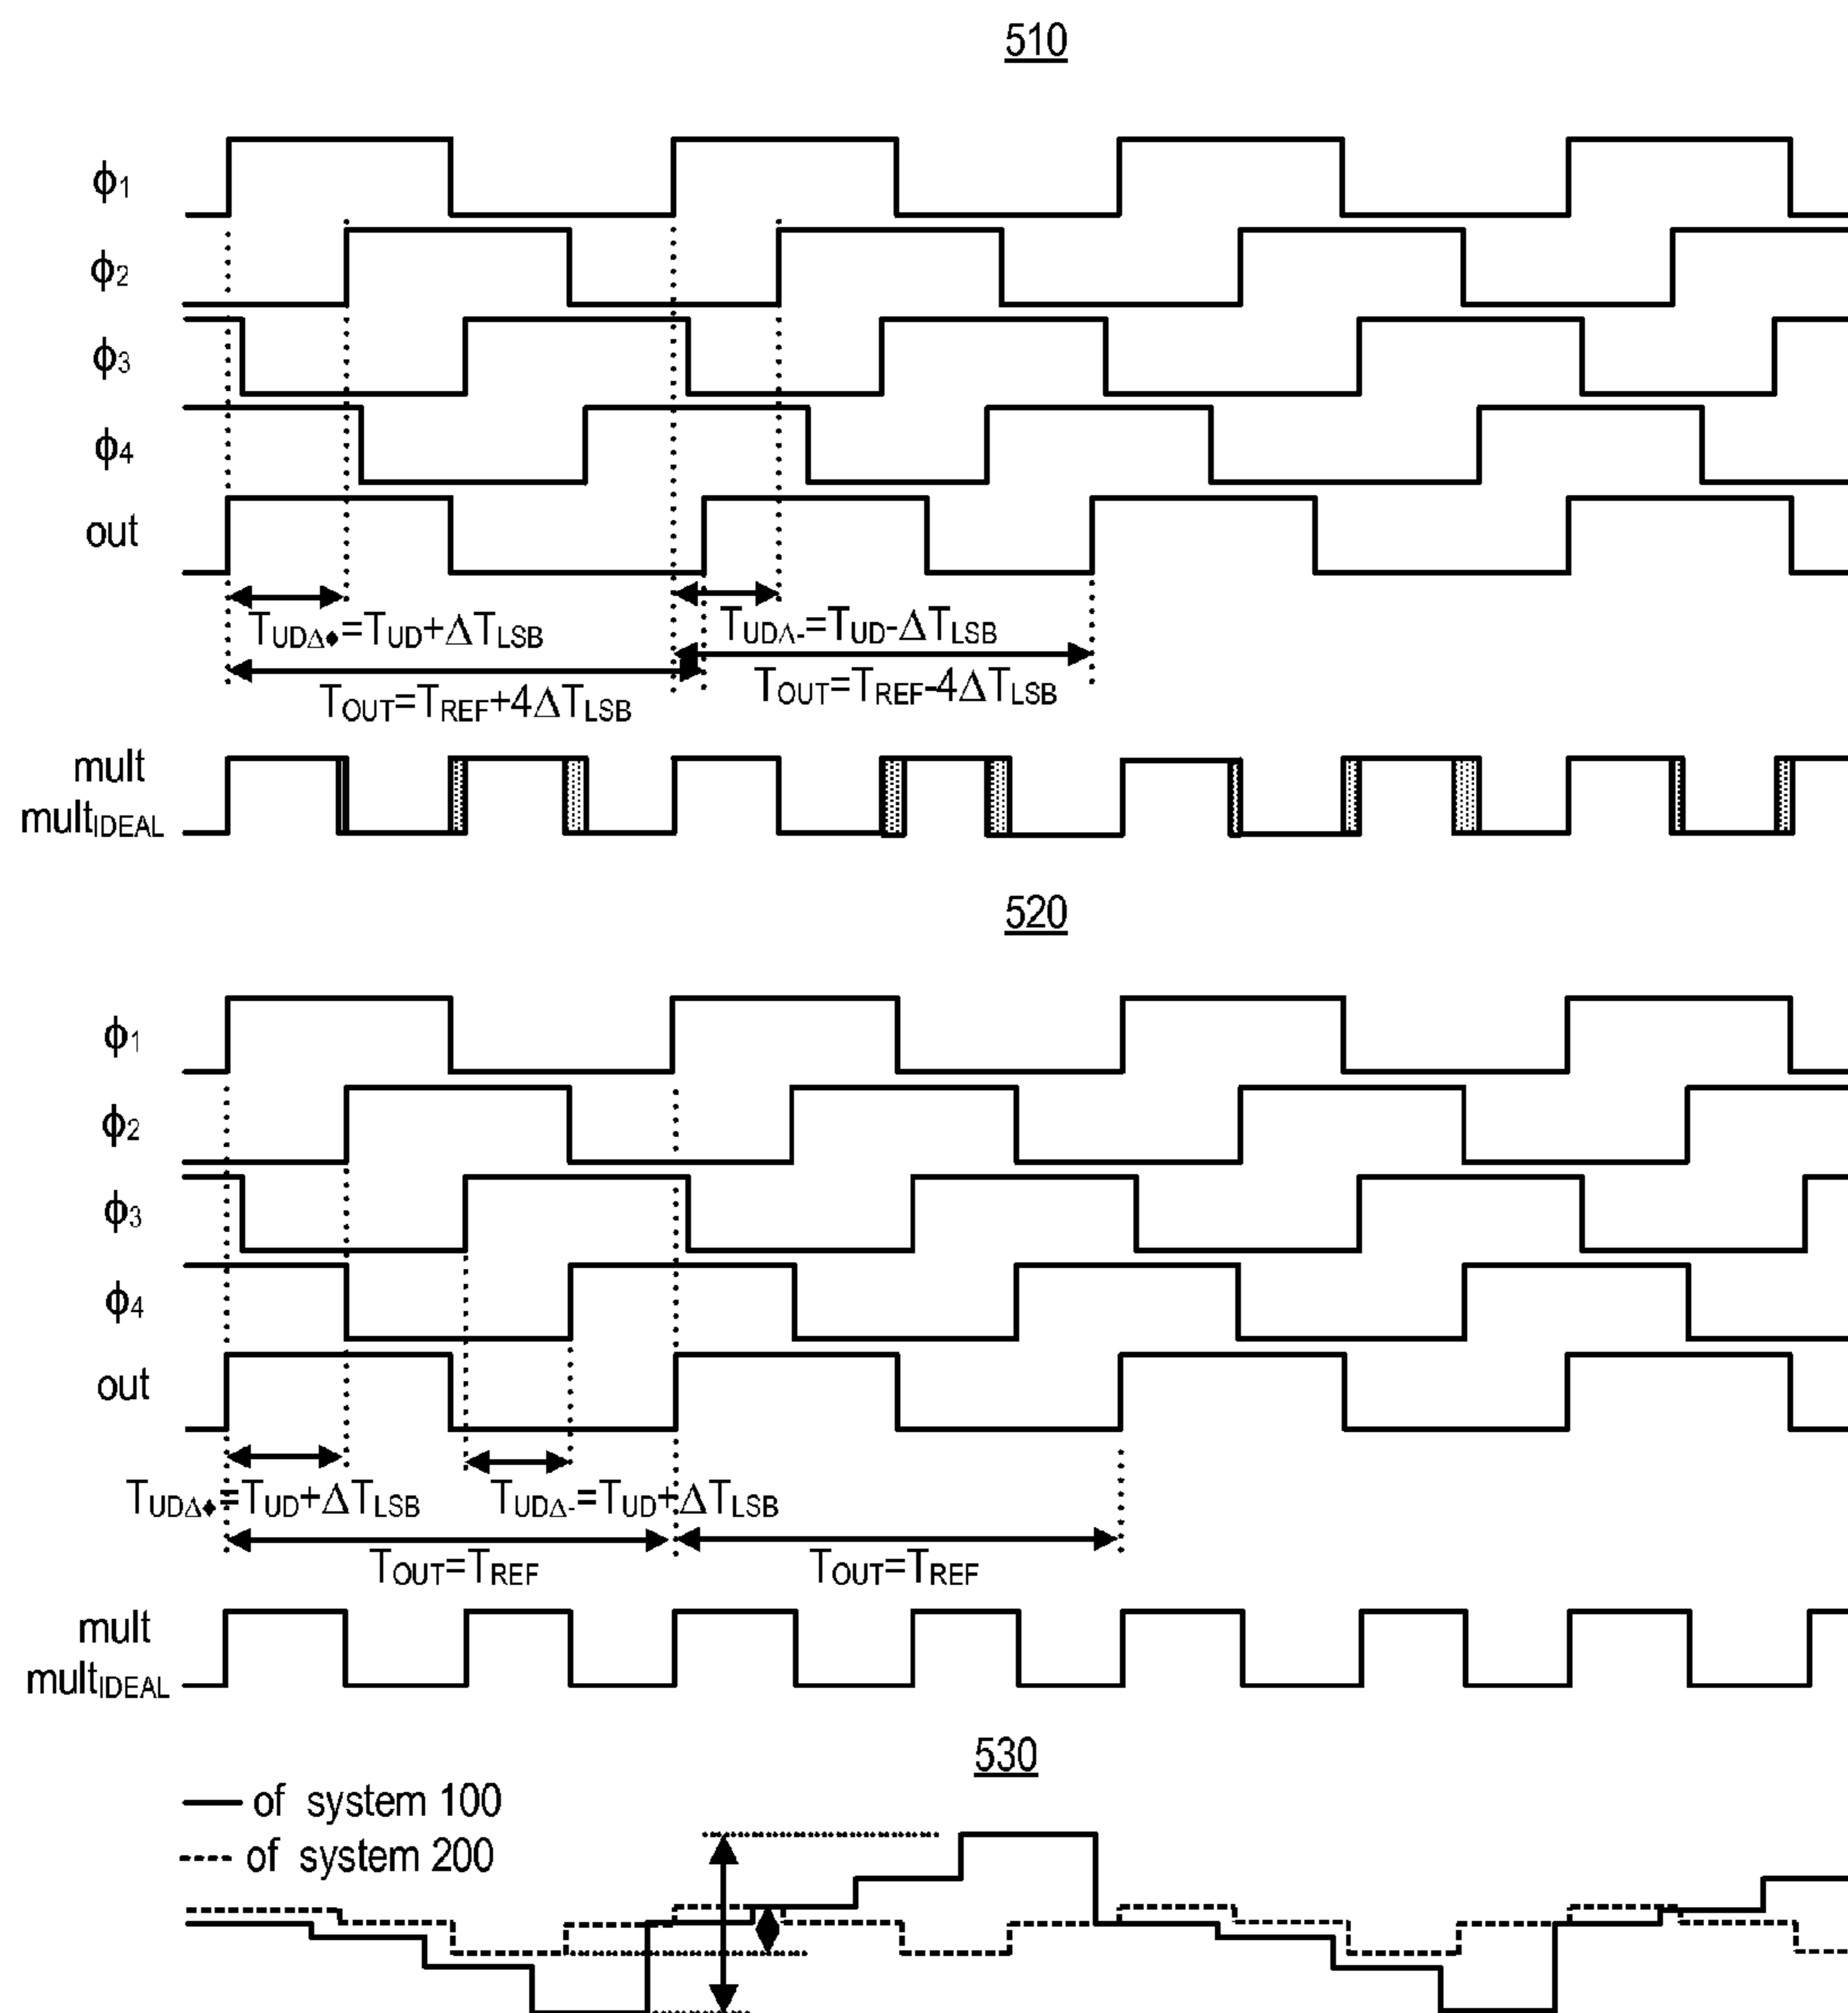 510
ϕ1
ϕ2
ϕ3
ϕ4
out
TUDΔ♦=TUD+ΔTLSB
TUDΛ-=TUD-ΔTLSB
TOUT=TREF+4ΔTLSB
TOUT=TREF-4ΔTLSB
mult
multIDEAL
520
ϕ1
ϕ2
ϕ3
ϕ4
out
TUDΔ♦=TUD+ΔTLSB
TUDΔ-=TUD+ΔTLSB
TOUT=TREF
TOUT=TREF
mult
multIDEAL
530
of system 100
of system 200